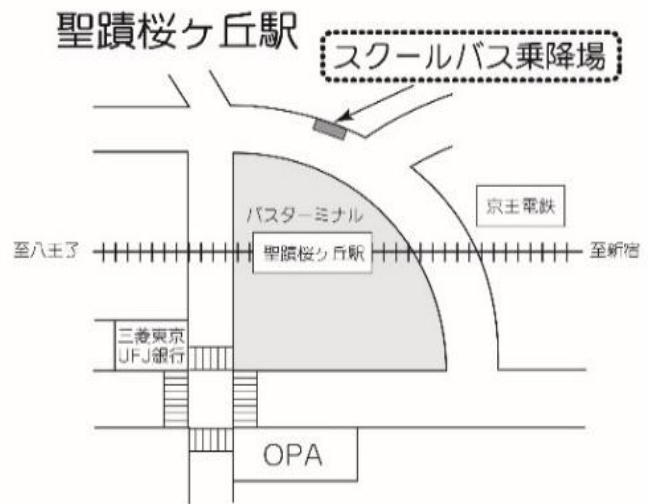 聖蹟桜ヶ丘駅
スクールバス乗降場
京王電鉄
バスターミナル
至八王子
聖蹟桜ヶ丘駅
至新宿
三菱東京
UFJ銀行
OPA